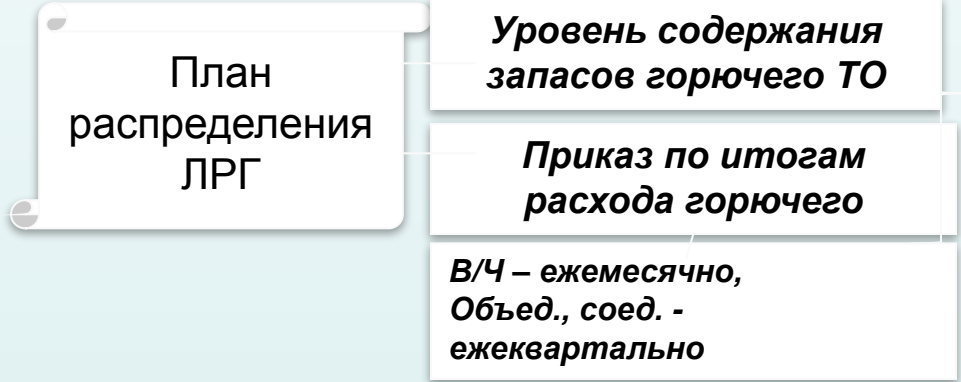 План
распределения
ЛРГ
Уровень содержания
запасов горючего ТО
Приказ по итогам
расхода горючего
В/Ч – ежемесячно,
Объед., соед. -
ежеквартально